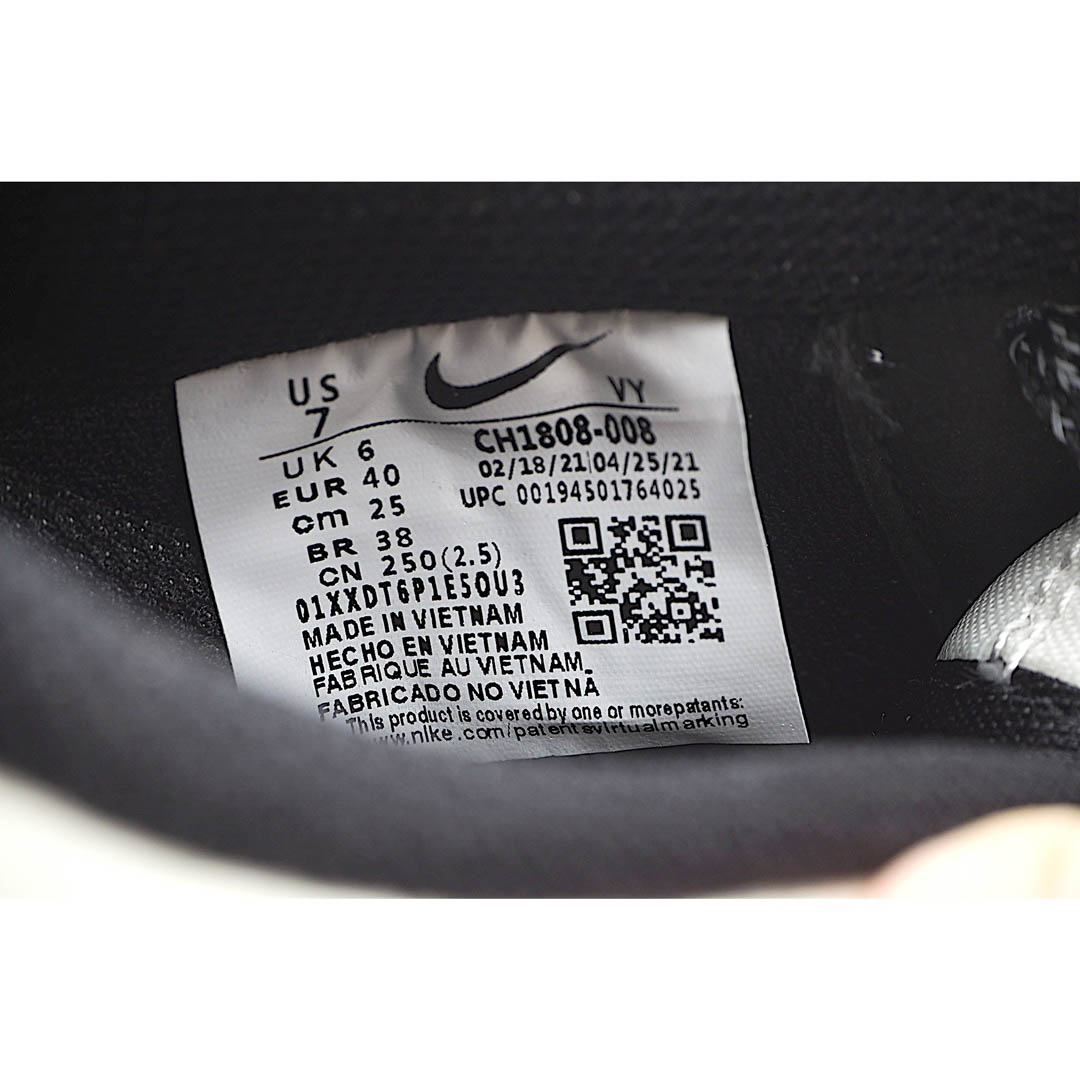 US
7
VY
CH1808-008
02/18/21 04/25/21
UPC 00194501764025
UK 6
EUR 40
cm 25
BR 38
CN 250(2.5)
01XXDT6P1E5OU3
MADE IN VIETNAM
HECHO EN VIETNAM
FABRIQUE AU VIETNAM.
FABRICADO NO VIETNÃ
This product is covered by one or morepatants:
www.nlke.com/patentsvirtualmarking